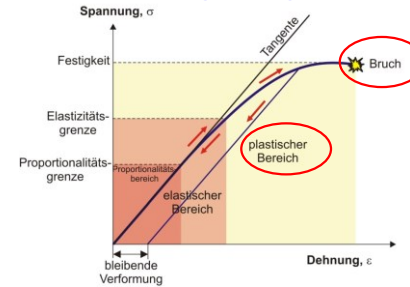 Spannung, σ
Tangente
Festigkeit
Bruch
Elastizitäts-
grenze
plastischer
Bereich
Proportionalitäts-
grenze
Proportionalitäts-
bereich
elastischer
Bereich
Dehnung, ε
bleibende
Verformung